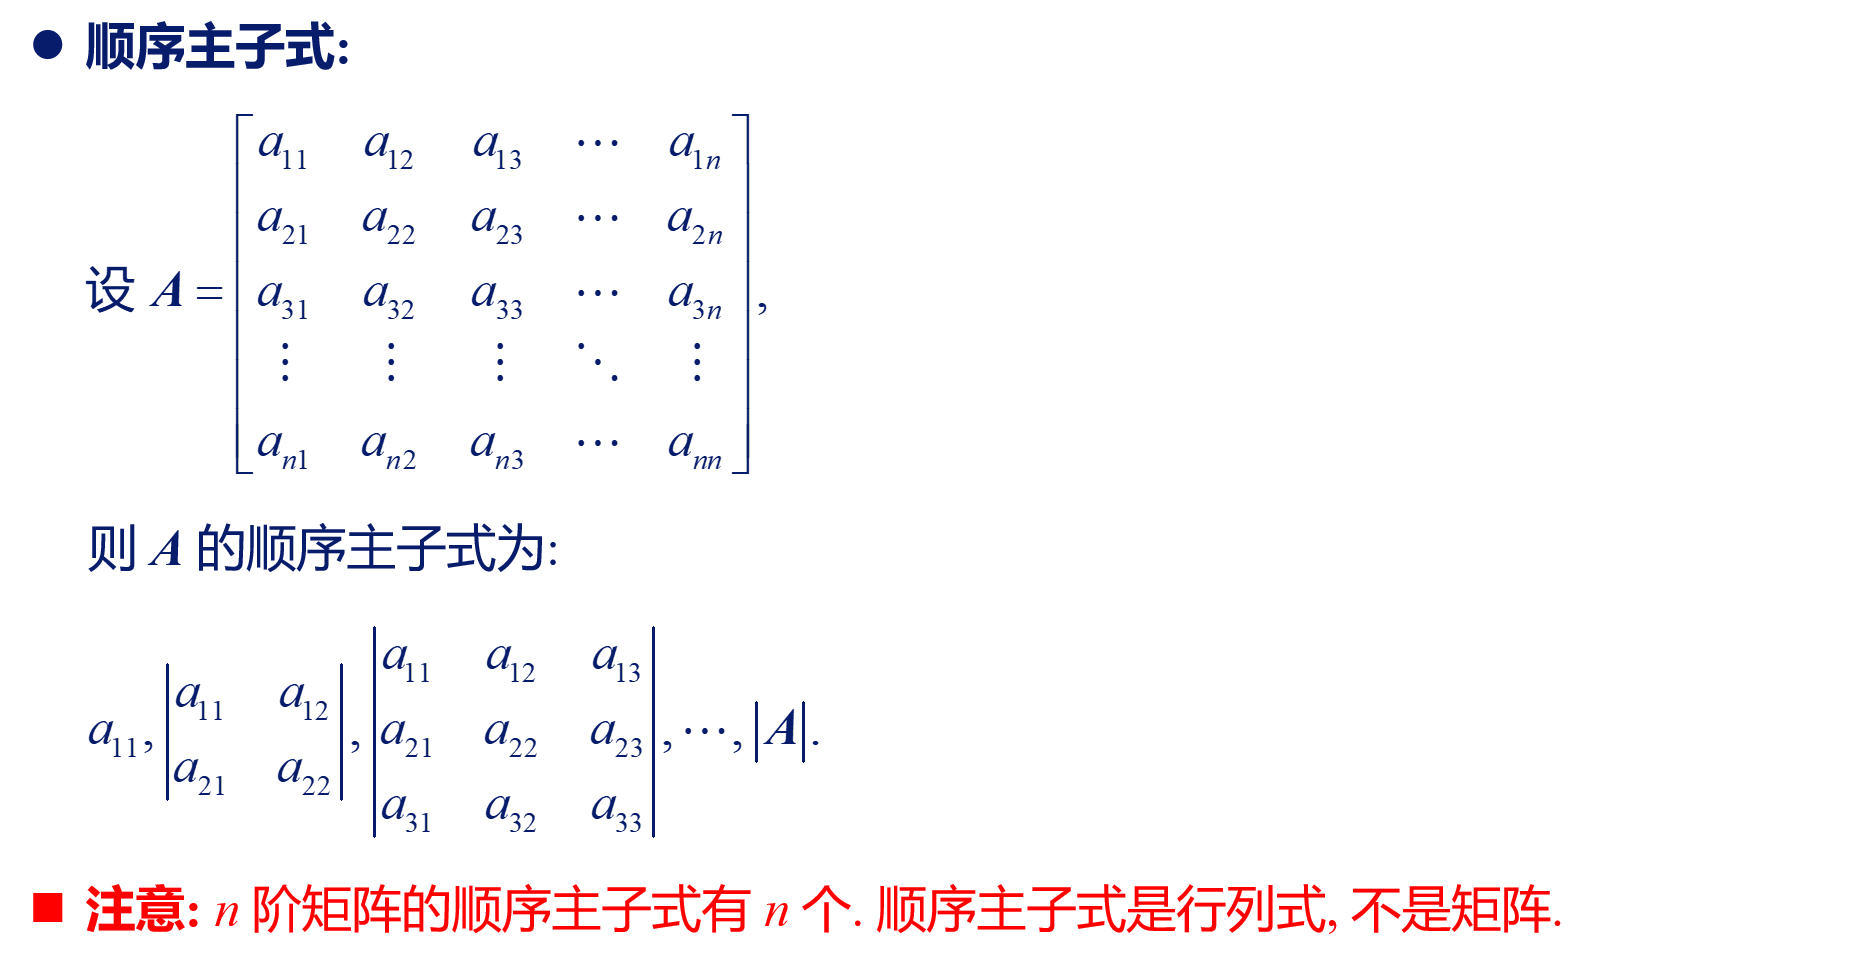 ● 顺序主子式:
设 $\boldsymbol{A} = \begin{bmatrix} a_{11} & a_{12} & a_{13} & \cdots & a_{1n} \\ a_{21} & a_{22} & a_{23} & \cdots & a_{2n} \\ a_{31} & a_{32} & a_{33} & \cdots & a_{3n} \\ \vdots & \vdots & \vdots & \ddots & \vdots \\ a_{n1} & a_{n2} & a_{n3} & \cdots & a_{nn} \end{bmatrix},$
则 A 的顺序主子式为:
$a_{11}, \begin{vmatrix} a_{11} & a_{12} \\ a_{21} & a_{22} \end{vmatrix}, \begin{vmatrix} a_{11} & a_{12} & a_{13} \\ a_{21} & a_{22} & a_{23} \\ a_{31} & a_{32} & a_{33} \end{vmatrix}, \cdots, |\boldsymbol{A}|.$
■ 注意: n 阶矩阵的顺序主子式有 n 个. 顺序主子式是行列式, 不是矩阵.